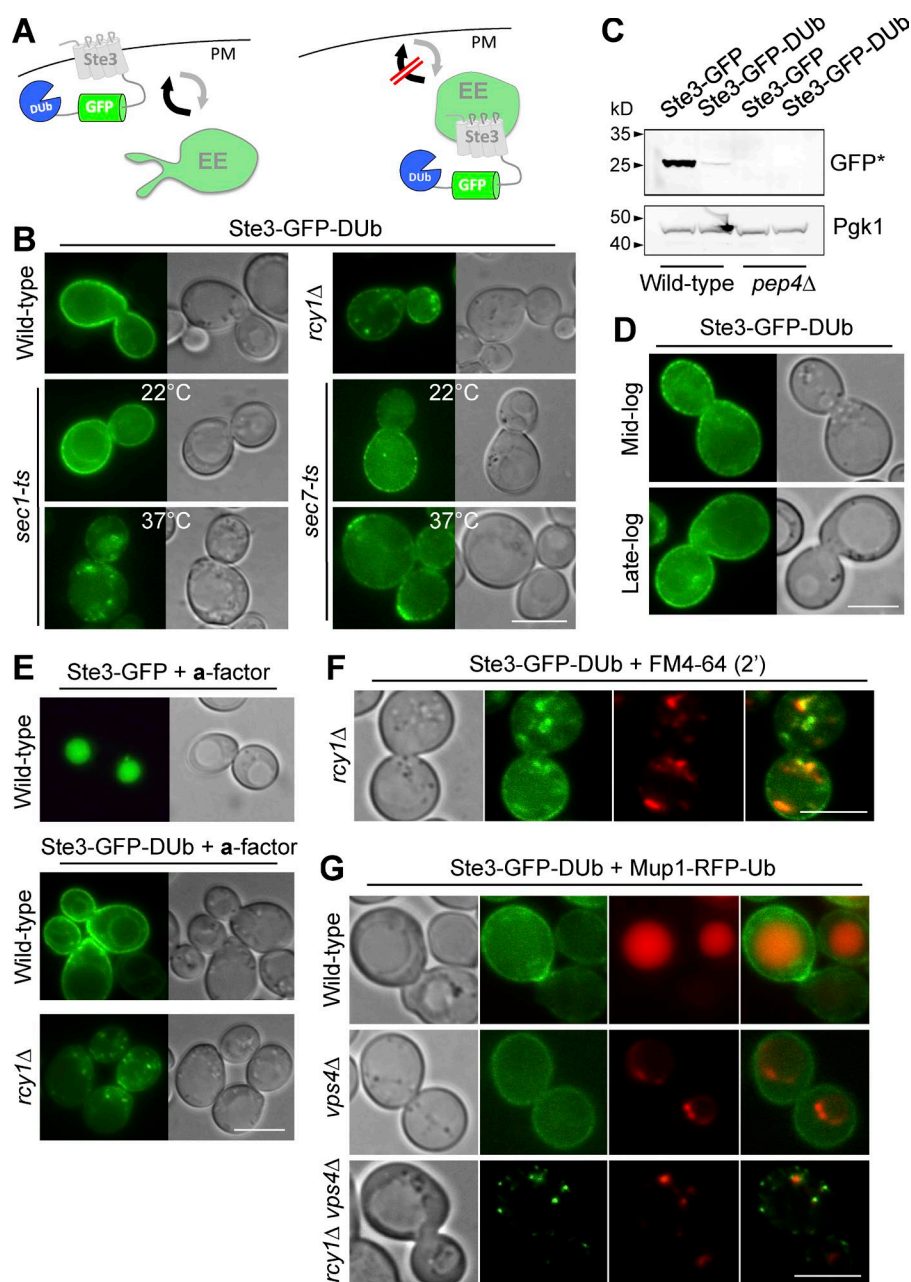 A
PM
Ste3
DUb
GFP
EE
PM
EE
Ste3
DUb
GFP
C
Ste3-GFP
Ste3-GFP-DUb
Ste3-GFP
Ste3-GFP-DUb
kD
35
25
GFP*
50
40
Pgk1
Wild-type
pep4Δ
B
Ste3-GFP-DUb
Wild-type
rcy1Δ
sec1-ts
22°C
37°C
sec7-ts
22°C
37°C
D
Ste3-GFP-DUb
Mid-log
Late-log
E
Ste3-GFP + a-factor
Wild-type
Ste3-GFP-DUb + a-factor
Wild-type
rcy1Δ
F
Ste3-GFP-DUb + FM4-64 (2')
rcy1Δ
G
Ste3-GFP-DUb + Mup1-RFP-Ub
Wild-type
vps4Δ
rcy1Δ vps4Δ